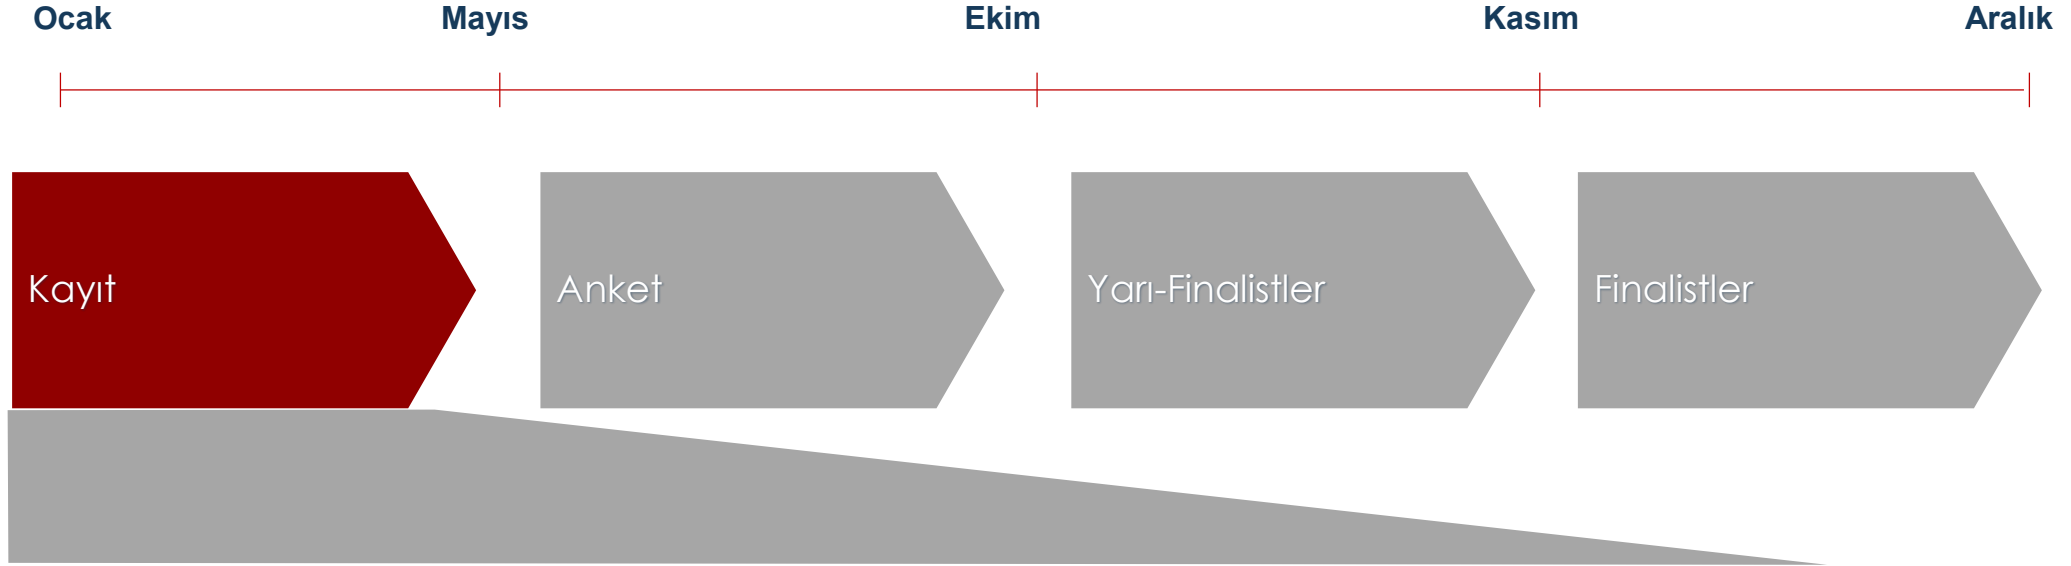 Ocak Mayıs Ekim Kasım Aralık
Kayıt Anket Yarı-Finalistler Finalistler